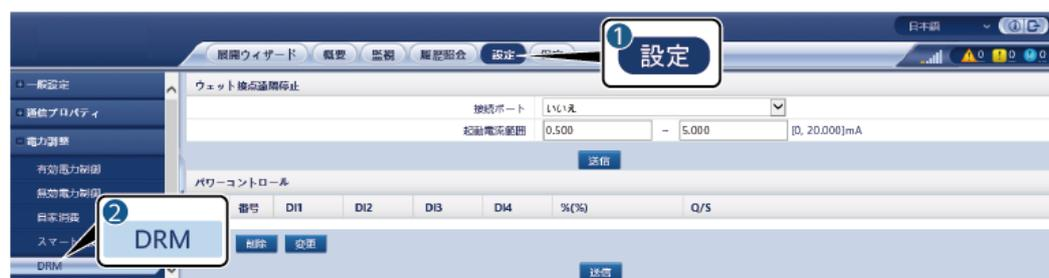 日本語
展開ウィザード 概要 監視 履歴照会 設定
1 設定
0 0 0
一般設定
通信プロパティ
電力調整
有効電力制御
無効電力制御
自家消費
DRM
2 DRM
ウェット接点遠隔停止
接続ポート いいえ
起動電流範囲 0.500 – 5.000 [0, 20.000]mA
送信
パワーコントロール
番号 DI1 DI2 DI3 DI4 %(%) Q/S
削除 変更
送信